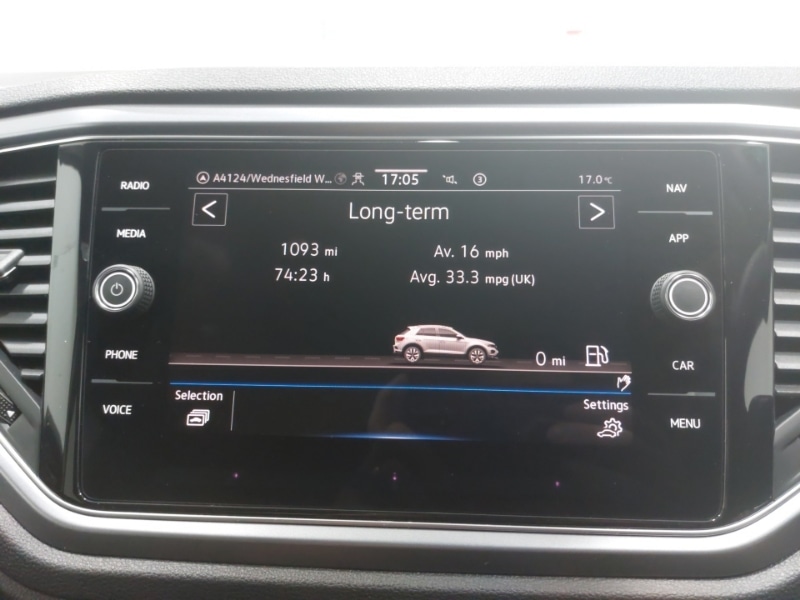 RADIO
MEDIA
PHONE
VOICE
A4124/Wednesfield W...
17:05
3
17.0°C
Long-term
1093 mi
Av. 16 mph
74:23 h
Avg. 33.3 mpg (UK)
0 mi
Selection
Settings
NAV
APP
CAR
MENU